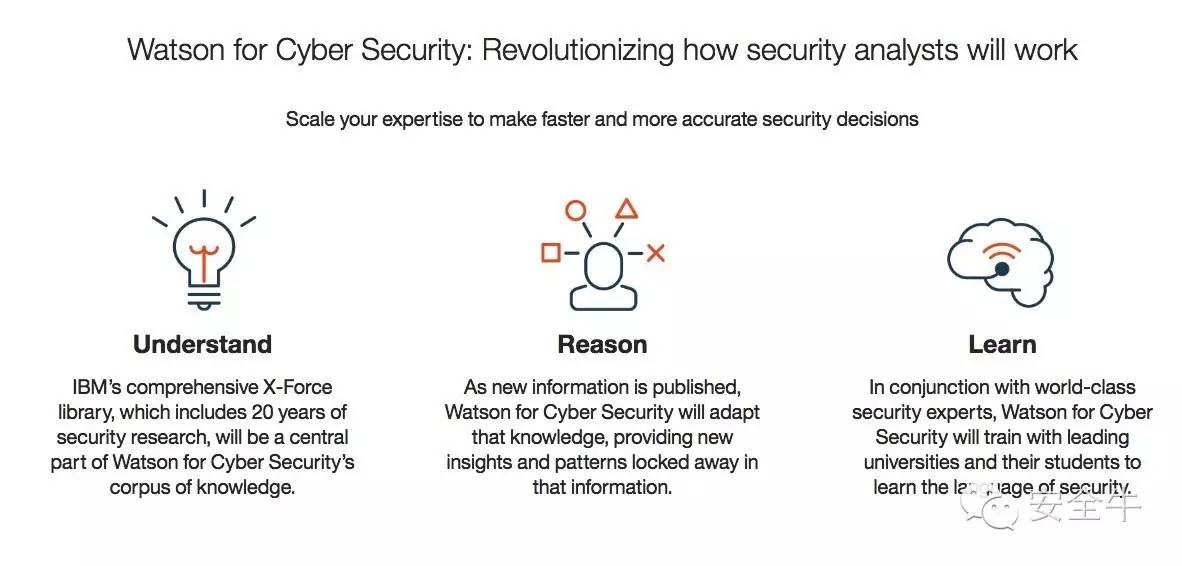 Watson for Cyber Security: Revolutionizing how security analysts will work
Scale your expertise to make faster and more accurate security decisions
Understand
IBM's comprehensive X-Force
library, which includes 20 years of
security research, will be a central
part of Watson for Cyber Security's
corpus of knowledge.
Reason
As new information is published,
Watson for Cyber Security will adapt
that knowledge, providing new
insights and patterns locked away in
that information.
Learn
In conjunction with world-class
security experts, Watson for Cyber
Security will train with leading
universities and their students to
learn the language of security.
安全牛